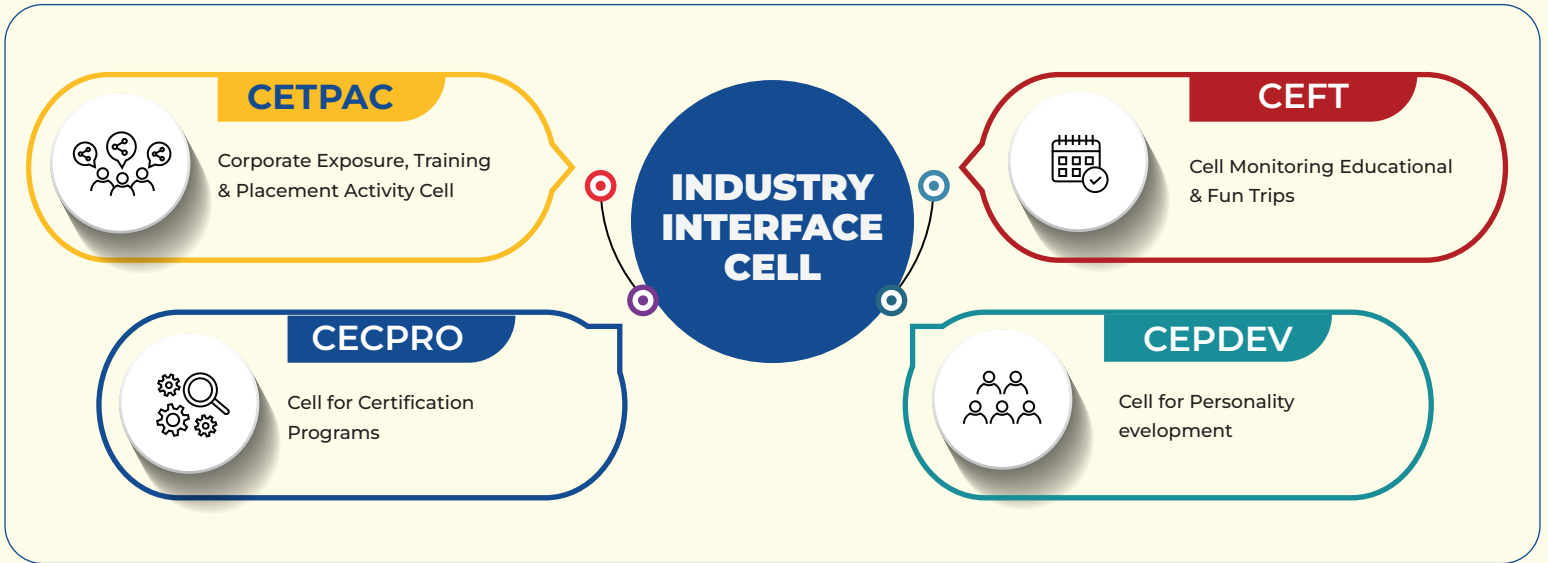 CETPAC
Corporate Exposure, Training
& Placement Activity Cell
CECPRO
Cell for Certification
Programs
INDUSTRY
INTERFACE
CELL
CEFT
Cell Monitoring Educational
& Fun Trips
CEPDEV
Cell for Personality
evelopment